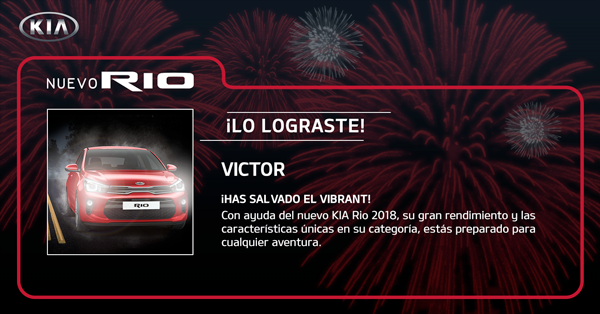 KIA
NUEVO RIO
¡LO LOGRASTE!
VICTOR
¡HAS SALVADO EL VIBRANT!
Con ayuda del nuevo KIA Rio 2018, su gran rendimiento y las
características únicas en su categoría, estás preparado para
cualquier aventura.
RIO